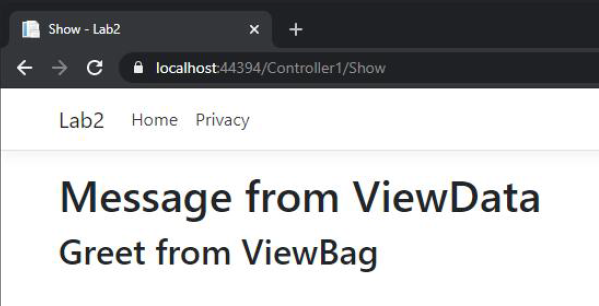 Show - Lab2
localhost:44394/Controller1/Show
Lab2 Home Privacy
Message from ViewData
Greet from ViewBag